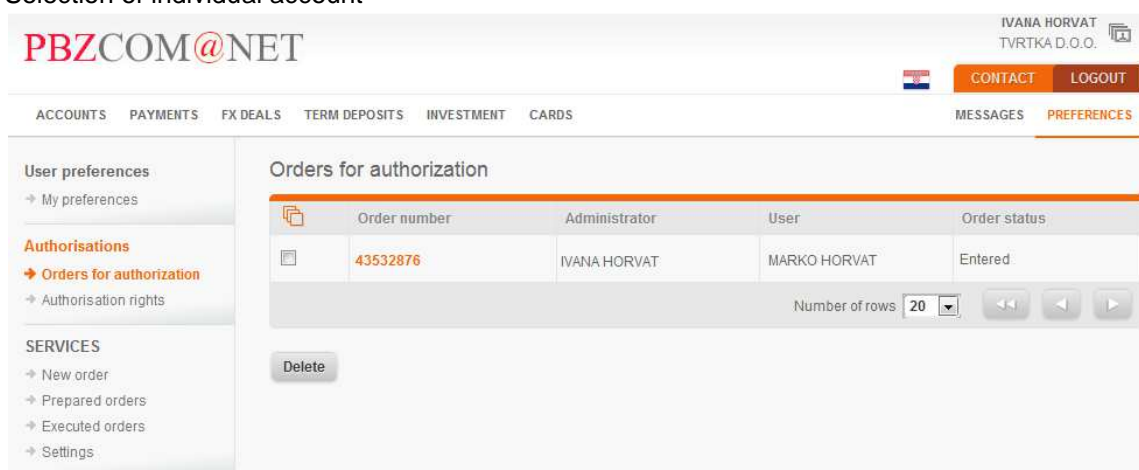 Selection of individual account
IVANA HORVAT
PBZCOM@NET
TVRTKA D.O.O.
CONTACT LOGOUT
ACCOUNTS PAYMENTS FX DEALS TERM DEPOSITS INVESTMENT CARDS MESSAGES PREFERENCES
User preferences
My preferences
Authorisations
Orders for authorization
Authorisation rights
SERVICES
New order
Prepared orders
Executed orders
Settings
Orders for authorization
Order number Administrator User Order status
43532876 IVANA HORVAT MARKO HORVAT Entered
Number of rows 20
Delete